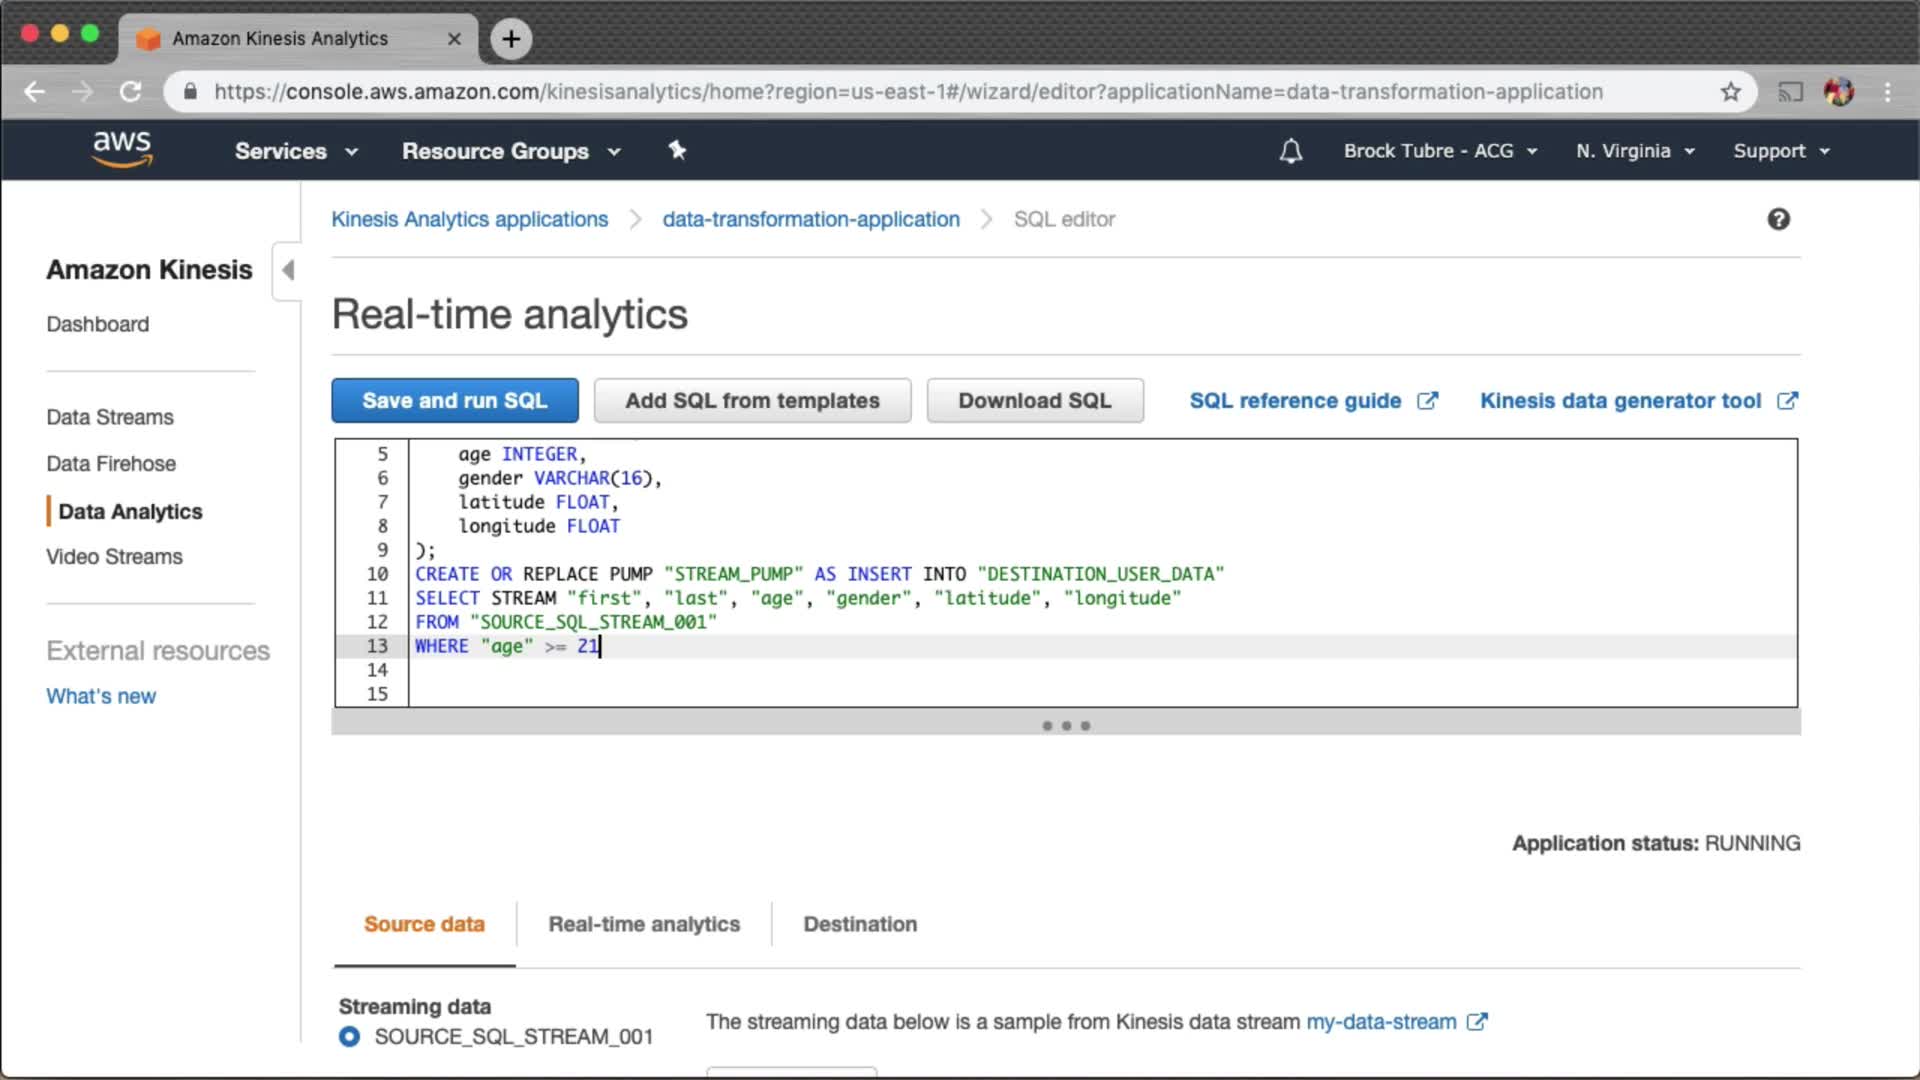 Amazon Kinesis Analytics
https://console.aws.amazon.com/kinesisanalytics/home?region=us-east-1#/wizard/editor?applicationName=data-transformation-application
aws Services Resource Groups Brock Tubre - ACG N. Virginia Support
Kinesis Analytics applications data-transformation-application SQL editor
Amazon Kinesis
Dashboard
Data Streams
Data Firehose
Data Analytics
Video Streams
External resources
What's new
Real-time analytics
Save and run SQL Add SQL from templates Download SQL SQL reference guide Kinesis data generator tool
5 age INTEGER,
6 gender VARCHAR(16),
7 latitude FLOAT,
8 longitude FLOAT
9 );
10 CREATE OR REPLACE PUMP "STREAM_PUMP" AS INSERT INTO "DESTINATION_USER_DATA"
11 SELECT STREAM "first", "last", "age", "gender", "latitude", "longitude"
12 FROM "SOURCE_SQL_STREAM_001"
13 WHERE "age" >= 21
14
15
Application status: RUNNING
Source data Real-time analytics Destination
Streaming data
SOURCE_SQL_STREAM_001
The streaming data below is a sample from Kinesis data stream my-data-stream